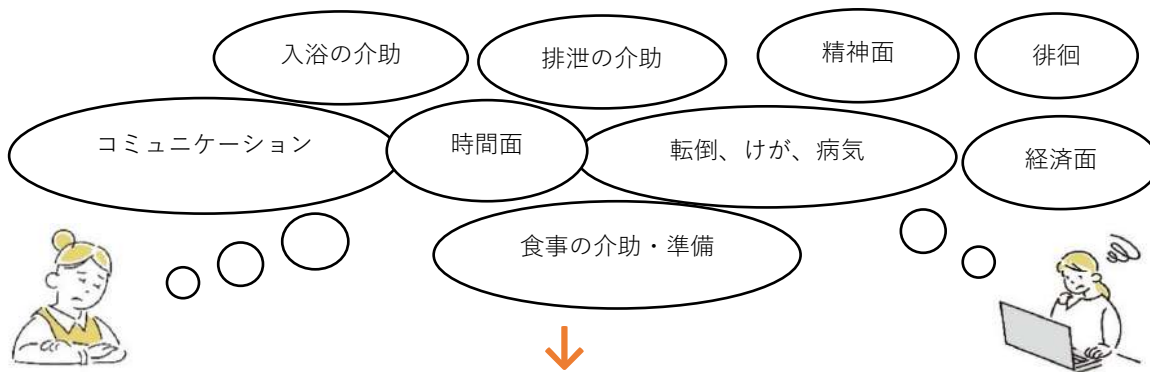 入浴の介助
排泄の介助
精神面
徘徊
コミュニケーション
時間面
転倒、けが、病気
経済面
食事の介助・準備